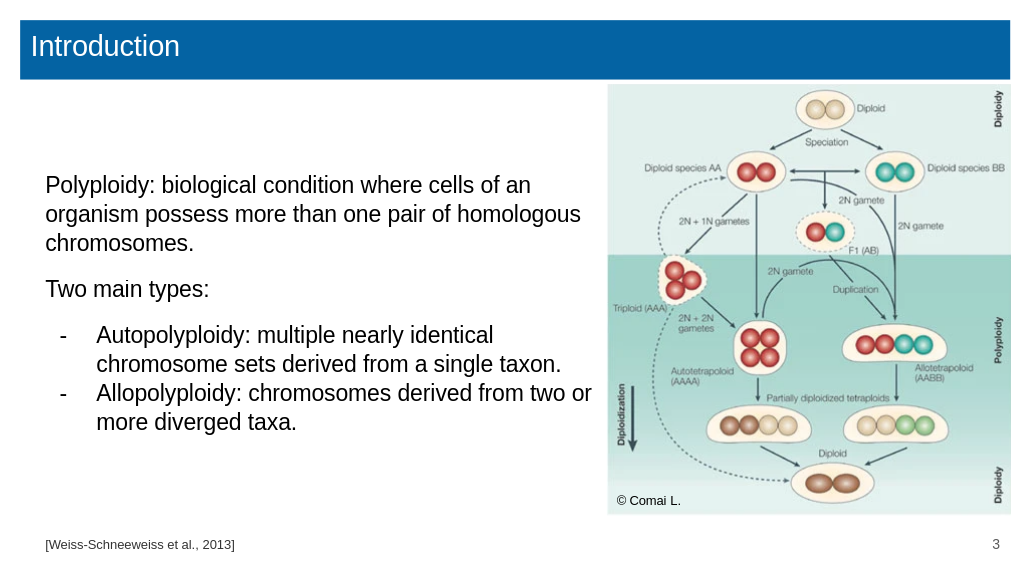 Introduction
Polyploidy: biological condition where cells of an
organism possess more than one pair of homologous
chromosomes.
Two main types:
- Autopolyploidy: multiple nearly identical
chromosome sets derived from a single taxon.
- Allopolyploidy: chromosomes derived from two or
more diverged taxa.
Diploid
Diploidy
Speciation
Diploid species AA
Diploid species BB
2N gamete
2N + 1N gametes
2N gamete
F1 (AB)
2N gamete
Duplication
Triploid (AAA)
2N + 2N
gametes
Polyploidy
Autotetrapoloid
(AAAA)
Allotetrapoloid
(AABB)
Diploidization
Partially diploidized tetraploids
Diploid
Diploidy
© Comai L.
[Weiss-Schneeweiss et al., 2013]
3